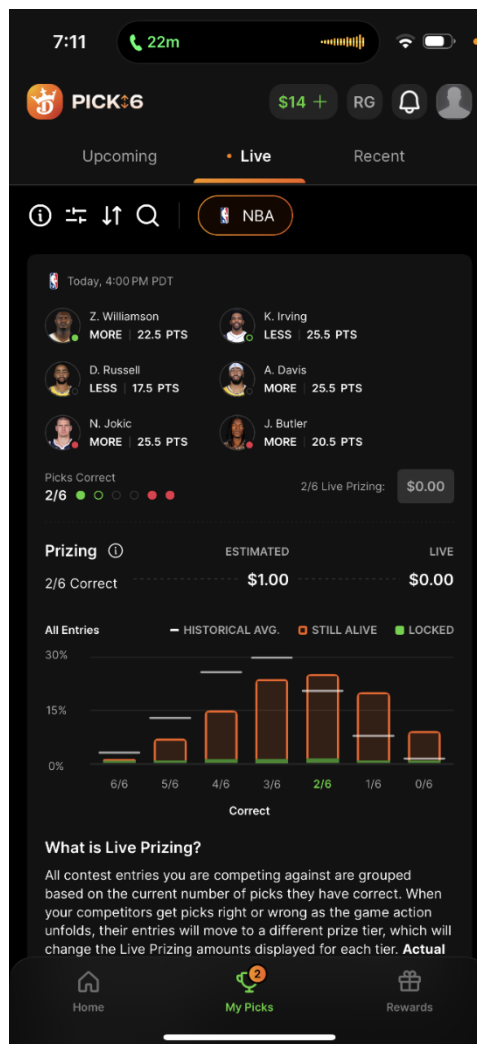 7:11
22m
PICK6
$14 +
RG
Upcoming
Live
Recent
NBA
Today, 4:00 PM PDT
Z. Williamson
MORE | 22.5 PTS
K. Irving
LESS | 25.5 PTS
D. Russell
LESS | 17.5 PTS
A. Davis
MORE | 25.5 PTS
N. Jokic
MORE | 25.5 PTS
J. Butler
MORE | 20.5 PTS
Picks Correct
2/6
2/6 Live Prizing:
$0.00
Prizing
ESTIMATED
LIVE
2/6 Correct
$1.00
$0.00
All Entries
HISTORICAL AVG.
STILL ALIVE
LOCKED
30%
15%
0%
6/6
5/6
4/6
3/6
2/6
1/6
0/6
Correct
What is Live Prizing?
All contest entries you are competing against are grouped
based on the current number of picks they have correct. When
your competitors get picks right or wrong as the game action
unfolds, their entries will move to a different prize tier, which will
change the Live Prizing amounts displayed for each tier. Actual
2
Home
My Picks
Rewards